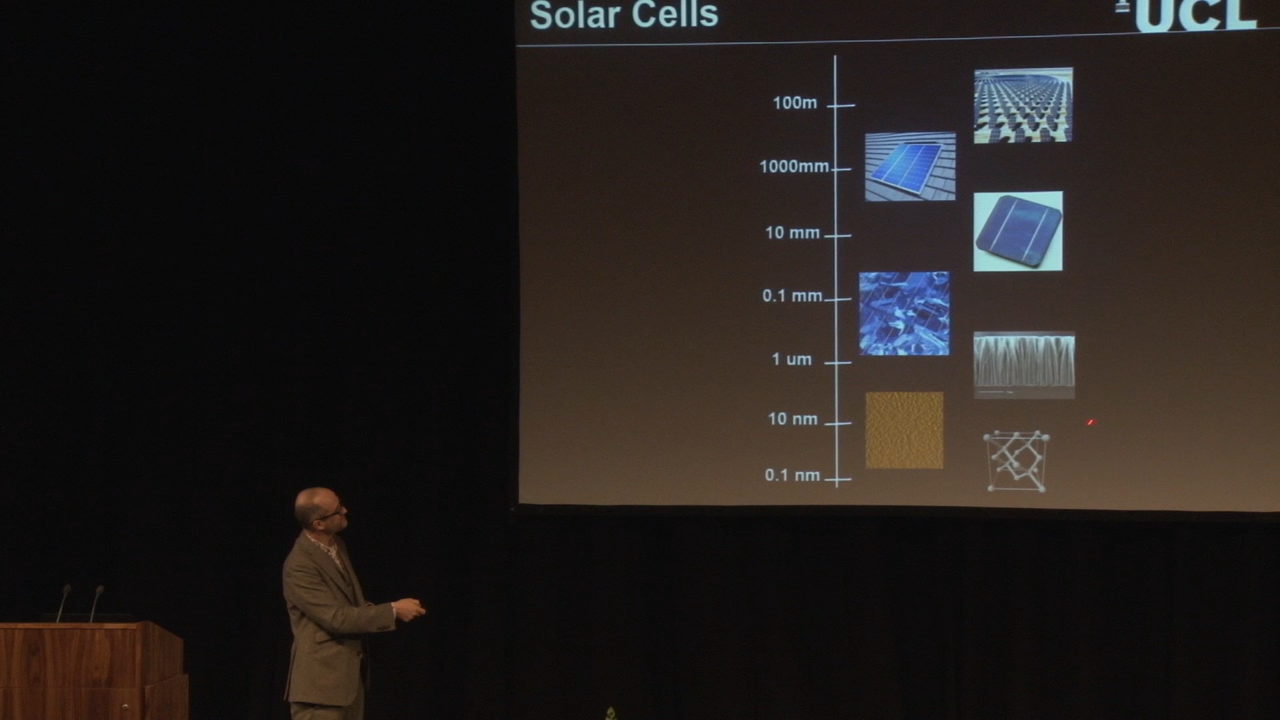 Solar Cells
UCL
100m
1000mm
10 mm
0.1 mm
1 um
10 nm
0.1 nm